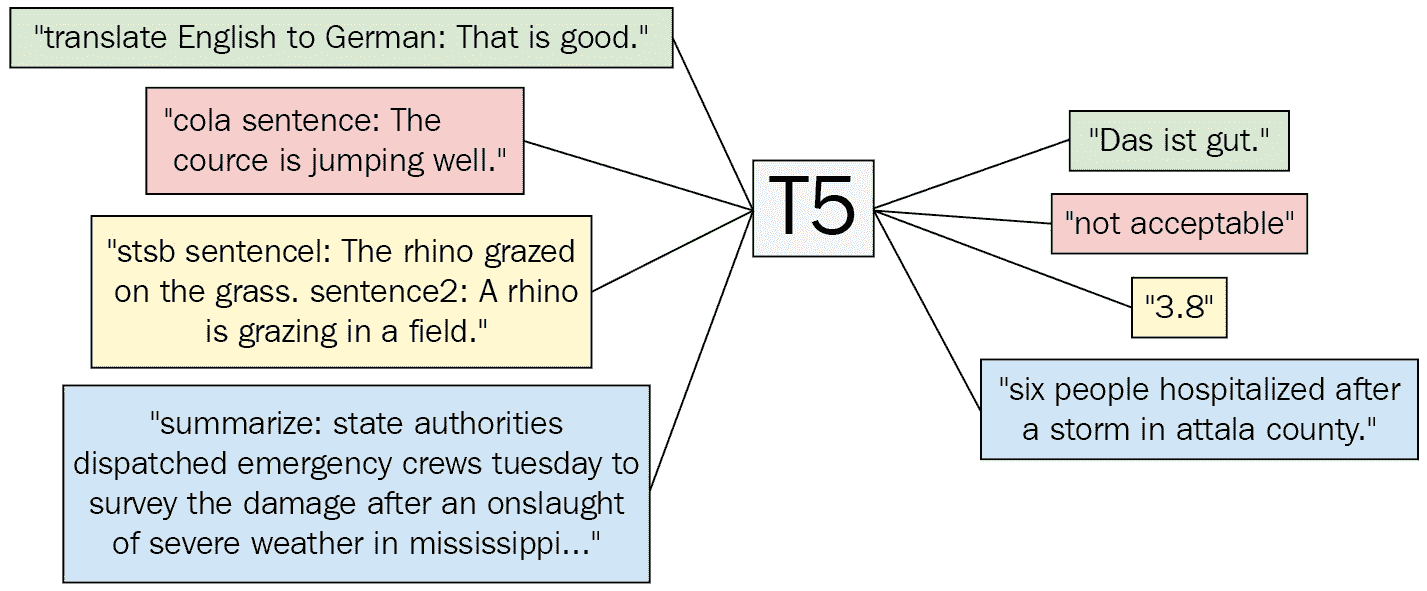 "translate English to German: That is good."
"cola sentence: The
cource is jumping well."
"stsb sentencel: The rhino grazed
on the grass. sentence2: A rhino
is grazing in a field."
"summarize: state authorities
dispatched emergency crews tuesday to
survey the damage after an onslaught
of severe weather in mississippi..."
T5
"Das ist gut."
"not acceptable"
"3.8"
"six people hospitalized after
a storm in attala county."